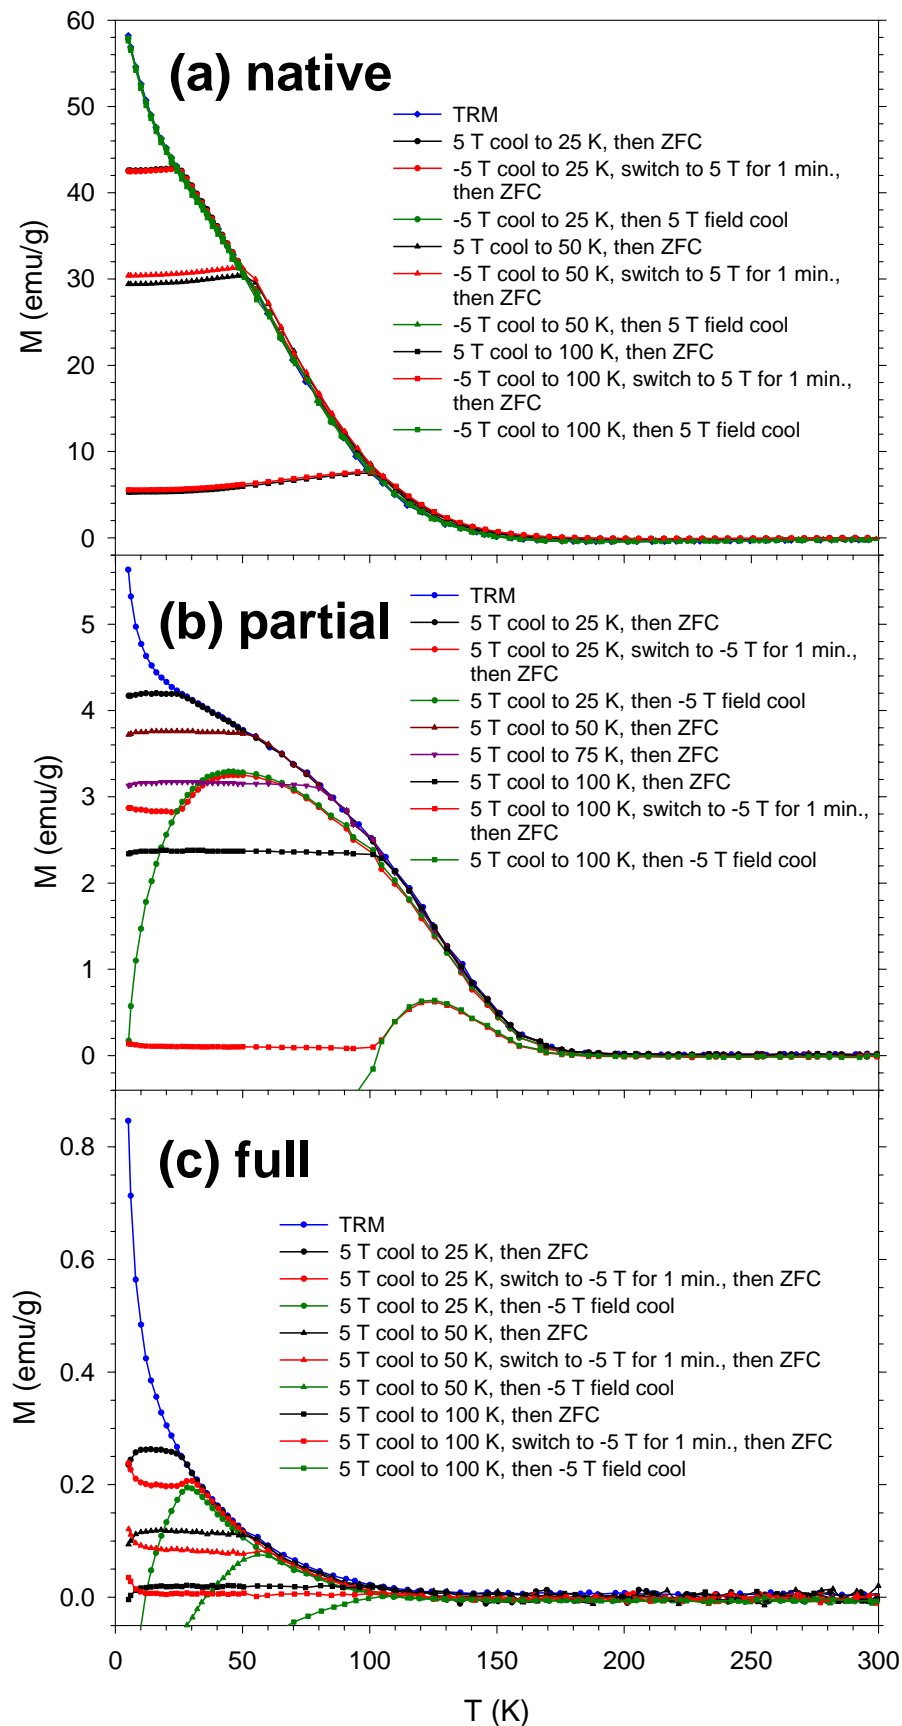 60
50
40
30
20
10
0
M (emu/g)
(a) native
TRM
5 T cool to 25 K, then ZFC
-5 T cool to 25 K, switch to 5 T for 1 min.,
then ZFC
-5 T cool to 25 K, then 5 T field cool
5 T cool to 50 K, then ZFC
-5 T cool to 50 K, switch to 5 T for 1 min.,
then ZFC
-5 T cool to 50 K, then 5 T field cool
5 T cool to 100 K, then ZFC
-5 T cool to 100 K, switch to 5 T for 1 min.,
then ZFC
-5 T cool to 100 K, then 5 T field cool
5
4
3
2
1
0
M (emu/g)
(b) partial
TRM
5 T cool to 25 K, then ZFC
5 T cool to 25 K, switch to -5 T for 1 min.,
then ZFC
5 T cool to 25 K, then -5 T field cool
5 T cool to 50 K, then ZFC
5 T cool to 75 K, then ZFC
5 T cool to 100 K, then ZFC
5 T cool to 100 K, switch to -5 T for 1 min.,
then ZFC
5 T cool to 100 K, then -5 T field cool
0.8
0.6
0.4
0.2
0.0
M (emu/g)
(c) full
TRM
5 T cool to 25 K, then ZFC
5 T cool to 25 K, switch to -5 T for 1 min., then ZFC
5 T cool to 25 K, then -5 T field cool
5 T cool to 50 K, then ZFC
5 T cool to 50 K, switch to -5 T for 1 min., then ZFC
5 T cool to 50 K, then -5 T field cool
5 T cool to 100 K, then ZFC
5 T cool to 100 K, switch to -5 T for 1 min., then ZFC
5 T cool to 100 K, then -5 T field cool
0 50 100 150 200 250 300
T (K)